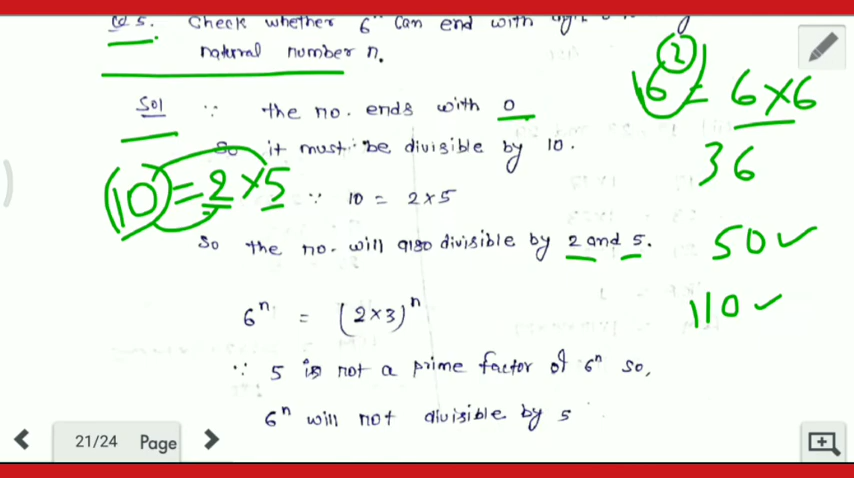 Q 5. Check whether 6ⁿ can end with
natural number n.
Sol ∵ the no. ends with 0
So it must be divisible by 10.
∵ 10 = 2×5
So the no. will also divisible by 2 and 5.
6ⁿ = (2×3)ⁿ
∵ 5 is not a prime factor of 6ⁿ so,
6ⁿ will not divisible by 5
10 = 2×5
6² = 6×6
36
50✓
110✓
21/24 Page